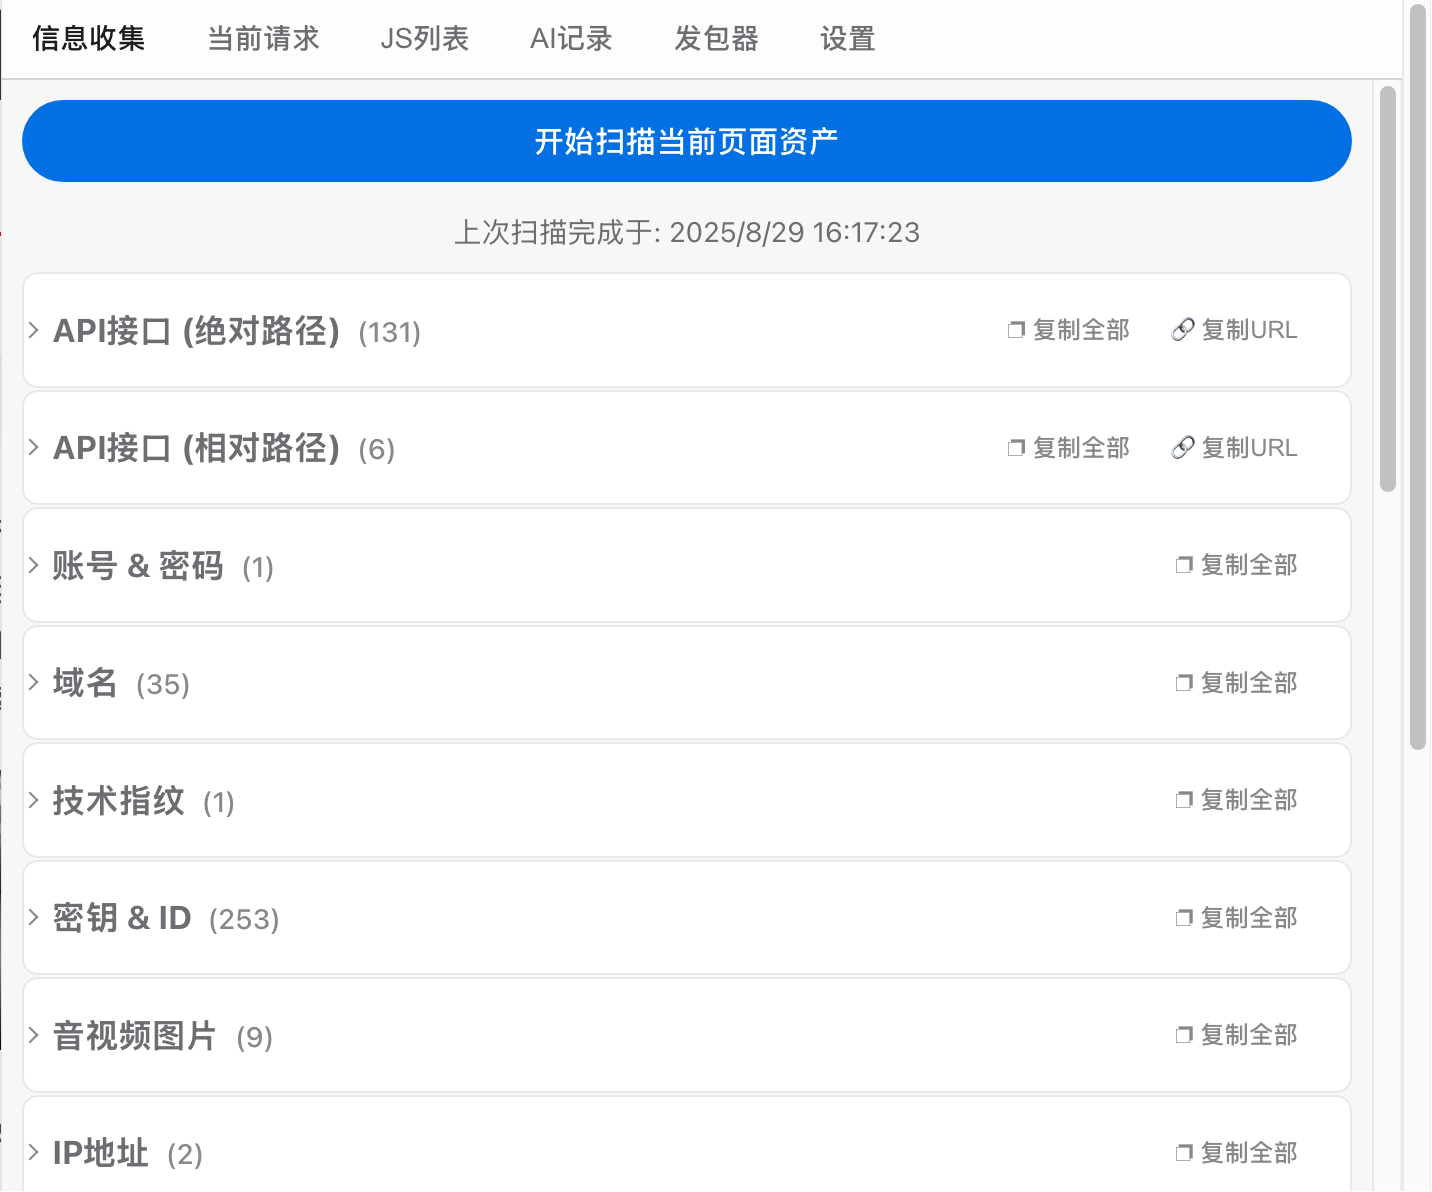 信息收集 当前请求 JS列表 AI记录 发包器 设置
开始扫描当前页面资产
上次扫描完成于: 2025/8/29 16:17:23
API接口 (绝对路径) (131) 复制全部 复制URL
API接口 (相对路径) (6) 复制全部 复制URL
账号 & 密码 (1) 复制全部
域名 (35) 复制全部
技术指纹 (1) 复制全部
密钥 & ID (253) 复制全部
音视频图片 (9) 复制全部
IP地址 (2) 复制全部